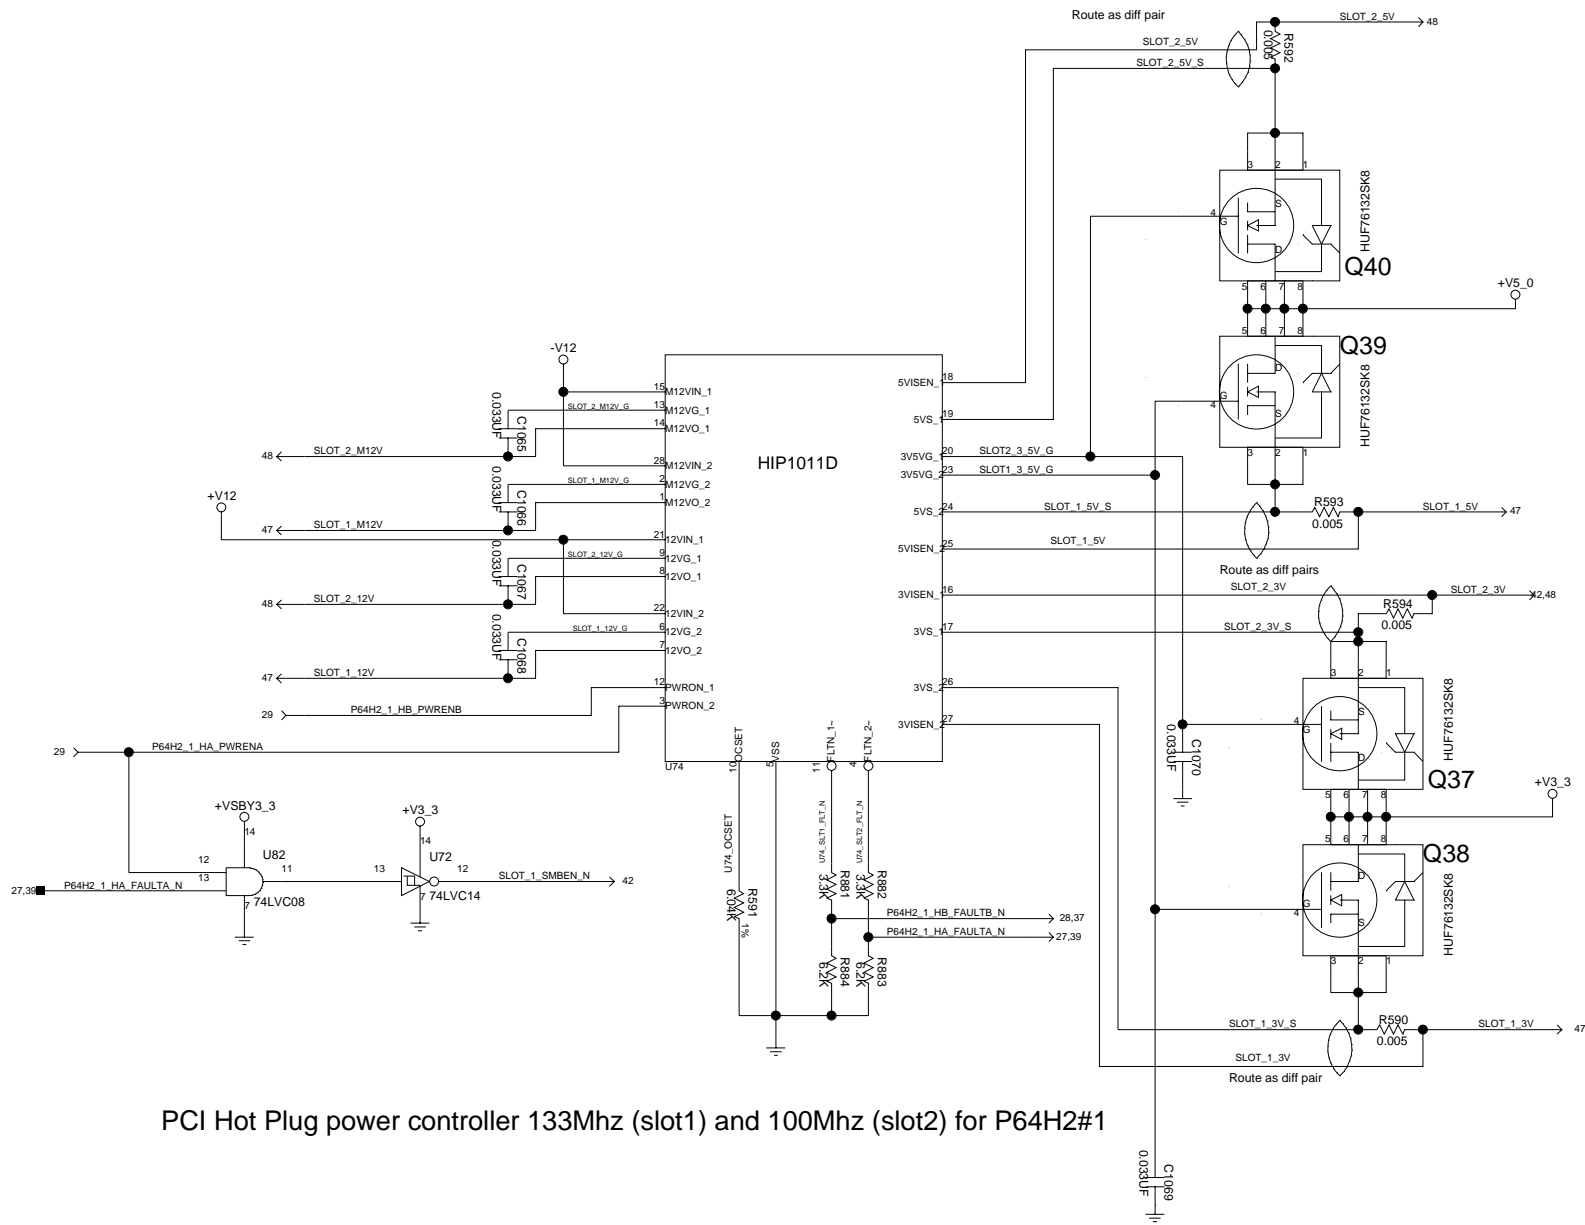 Route as diff pair
SLOT_2_5V
48
SLOT_2_5V
SLOT_2_5V_S
R592
0.005
3 2 1
4
G
S
D
HUF76132SK8
Q40
5 6 7 8
+V5_0
5 6 7 8
Q39
G
4
D
S
HUF76132SK8
3 2 1
-V12
15
M12VIN_1
SLOT_2_M12V_G
13
M12VG_1
14
M12VO_1
0.033UF
C1065
48
SLOT_2_M12V
28
M12VIN_2
SLOT_1_M12V_G
2
M12VG_2
1
M12VO_2
0.033UF
C1066
+V12
47
SLOT_1_M12V
21
12VIN_1
SLOT_2_12V_G
9
12VG_1
8
12VO_1
0.033UF
C1067
48
SLOT_2_12V
22
12VIN_2
SLOT_1_12V_G
6
12VG_2
7
12VO_2
0.033UF
C1068
47
SLOT_1_12V
12
PWRON_1
3
PWRON_2
29
P64H2_1_HB_PWRENB
29
P64H2_1_HA_PWRENA
HIP1011D
U74
5VISEN_1
18
5VS_1
19
3V5VG_1
20
SLOT2_3_5V_G
3V5VG_2
23
SLOT1_3_5V_G
5VS_2
24
SLOT_1_5V_S
5VISEN_2
25
SLOT_1_5V
R593
0.005
SLOT_1_5V
47
Route as diff pairs
3VISEN_1
16
SLOT_2_3V
SLOT_2_3V
42,48
R594
0.005
3VS_1
17
SLOT_2_3V_S
3VS_2
26
3VISEN_2
27
3 2 1
4
G
S
D
HUF76132SK8
Q37
5 6 7 8
+V3_3
5 6 7 8
Q38
G
4
D
S
HUF76132SK8
3 2 1
0.033UF
C1070
10
OCSET
5
VSS
11
FLTN_1~
4
FLTN_2~
U74_OCSET
U74_SLT1_FLT_N
U74_SLT2_FLT_N
R591
6.04K
1%
R881
3.3K
R882
3.3K
P64H2_1_HB_FAULTB_N
28,37
P64H2_1_HA_FAULTA_N
27,39
R884
6.2K
R883
6.2K
+VSBY3_3
14
U82
12
13
11
7
74LVC08
27,39
P64H2_1_HA_FAULTA_N
+V3_3
14
U72
13
12
7
74LVC14
SLOT_1_SMBEN_N
42
SLOT_1_3V_S
R590
0.005
SLOT_1_3V
47
SLOT_1_3V
Route as diff pair
PCI Hot Plug power controller 133Mhz (slot1) and 100Mhz (slot2) for P64H2#1
0.033UF
C1069